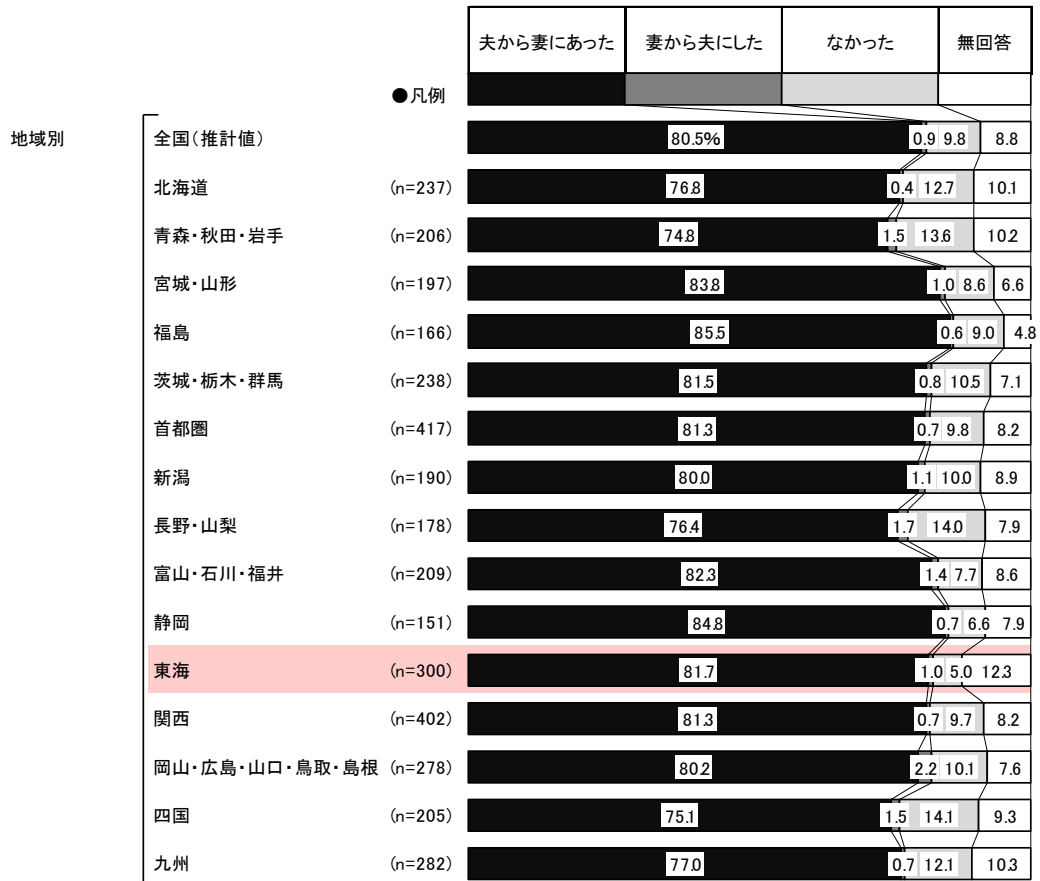 夫から妻にあった 妻から夫にした なかった 無回答
●凡例
地域別 全国(推計値) 80.5% 0.9 9.8 8.8
北海道 (n=237) 76.8 0.4 12.7 10.1
青森・秋田・岩手 (n=206) 74.8 1.5 13.6 10.2
宮城・山形 (n=197) 83.8 1.0 8.6 6.6
福島 (n=166) 85.5 0.6 9.0 4.8
茨城・栃木・群馬 (n=238) 81.5 0.8 10.5 7.1
首都圏 (n=417) 81.3 0.7 9.8 8.2
新潟 (n=190) 80.0 1.1 10.0 8.9
長野・山梨 (n=178) 76.4 1.7 14.0 7.9
富山・石川・福井 (n=209) 82.3 1.4 7.7 8.6
静岡 (n=151) 84.8 0.7 6.6 7.9
東海 (n=300) 81.7 1.0 5.0 12.3
関西 (n=402) 81.3 0.7 9.7 8.2
岡山・広島・山口・鳥取・島根 (n=278) 80.2 2.2 10.1 7.6
四国 (n=205) 75.1 1.5 14.1 9.3
九州 (n=282) 77.0 0.7 12.1 10.3